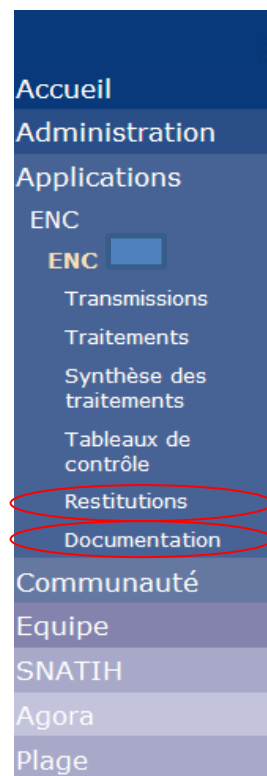 Accueil
Administration
Applications
ENC
ENC
Transmissions
Traitements
Synthèse des
traitements
Tableaux de
contrôle
Restitutions
Documentation
Communauté
Equipe
SNATIH
Agora
Plage